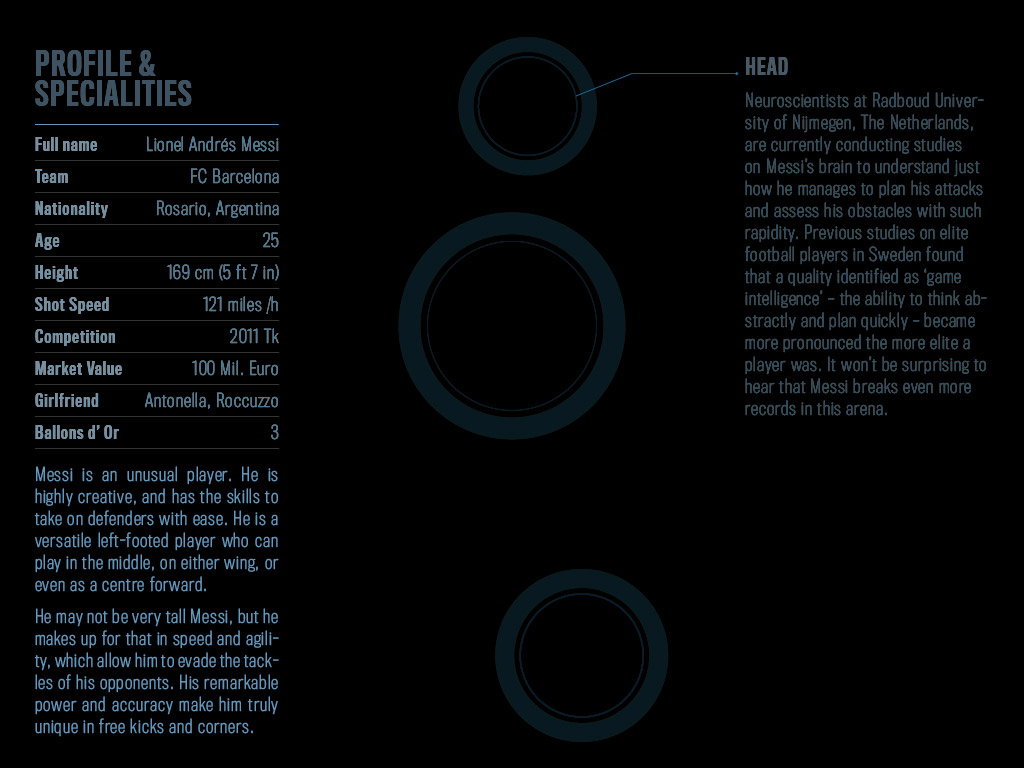 PROFILE &
SPECIALITIES
Full name Lionel Andrés Messi
Team FC Barcelona
Nationality Rosario, Argentina
Age 25
Height 169 cm (5 ft 7 in)
Shot Speed 121 miles /h
Competition 2011 Tk
Market Value 100 Mil. Euro
Girlfriend Antonella, Roccuzzo
Ballons d' Or 3
Messi is an unusual player. He is
highly creative, and has the skills to
take on defenders with ease. He is a
versatile left-footed player who can
play in the middle, on either wing, or
even as a centre forward.
He may not be very tall Messi, but he
makes up for that in speed and agili-
ty, which allow him to evade the tack-
les of his opponents. His remarkable
power and accuracy make him truly
unique in free kicks and corners.
HEAD
Neuroscientists at Radboud Univer-
sity of Nijmegen, The Netherlands,
are currently conducting studies
on Messi's brain to understand just
how he manages to plan his attacks
and assess his obstacles with such
rapidity. Previous studies on elite
football players in Sweden found
that a quality identified as 'game
intelligence' - the ability to think ab-
stractly and plan quickly - became
more pronounced the more elite a
player was. It won't be surprising to
hear that Messi breaks even more
records in this arena.